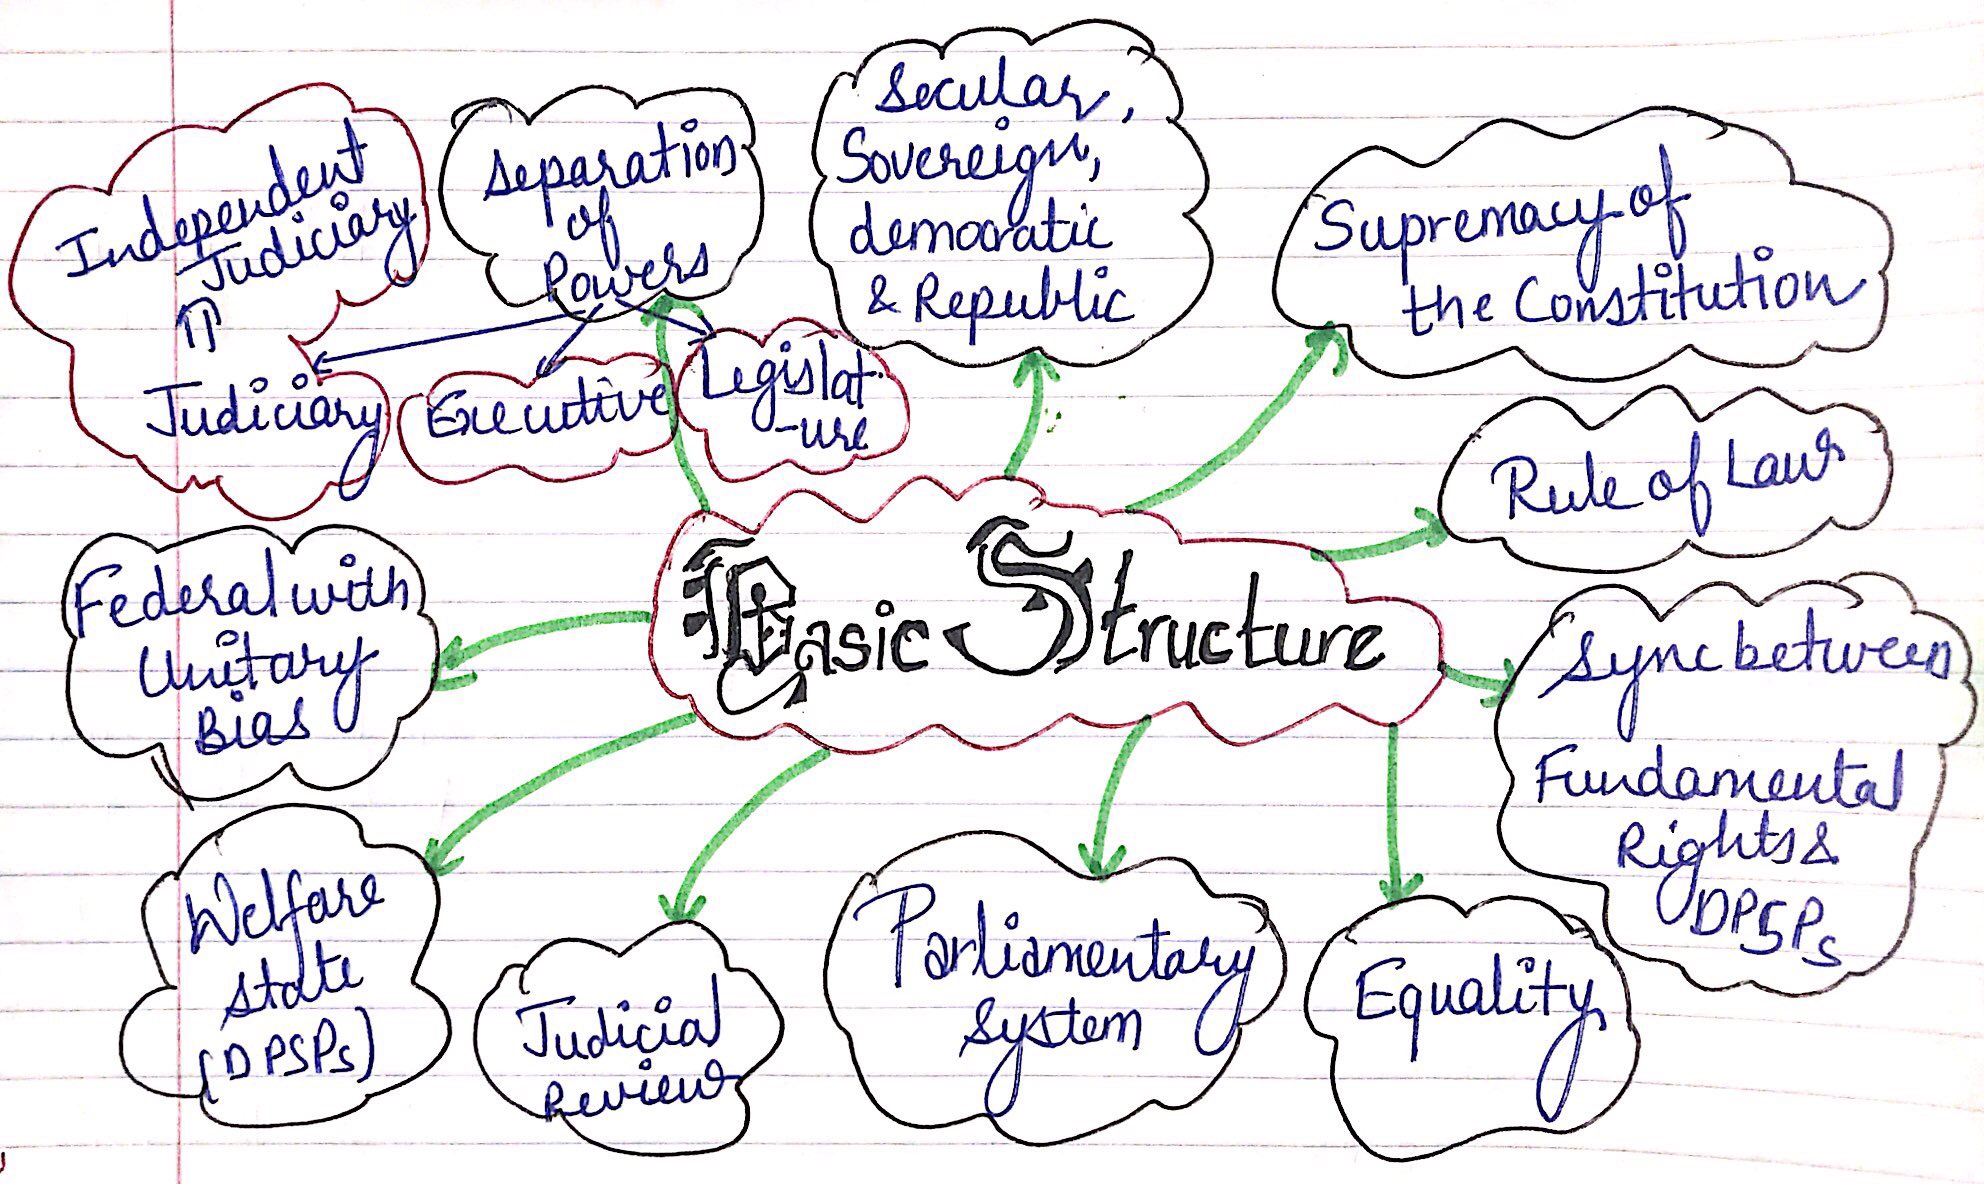 Independent
Judiciary
⇑
Judiciary
Separation
of
Powers
Executive
Legislat-
-ure
Secular,
Sovereign,
democratic
& Republic
Supremacy of
the Constitution
Rule of Law
Sync between
Fundamental
Rights &
DPSPs
Basic Structure
Federal with
Unitary
Bias
Welfare
state
(DPSPs)
Judicial
Review
Parliamentary
System
Equality